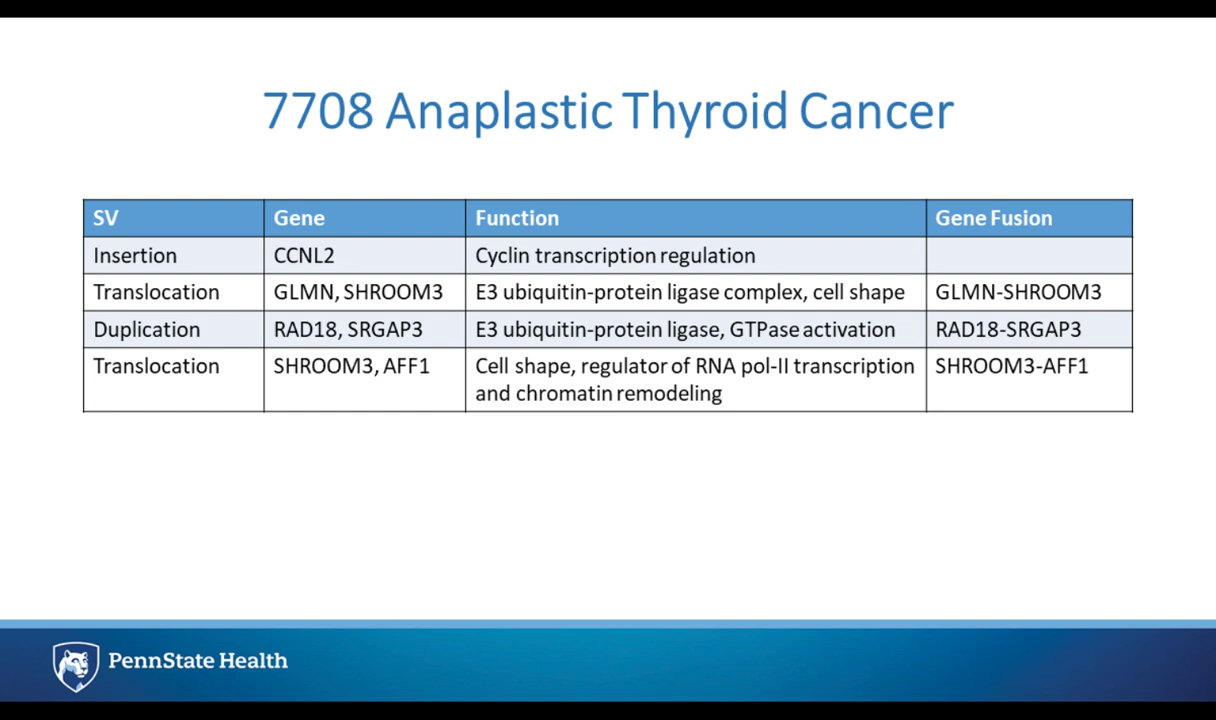 7708 Anaplastic Thyroid Cancer
SV Gene Function Gene Fusion
Insertion CCNL2 Cyclin transcription regulation
Translocation GLMN, SHROOM3 E3 ubiquitin-protein ligase complex, cell shape GLMN-SHROOM3
Duplication RAD18, SRGAP3 E3 ubiquitin-protein ligase, GTPase activation RAD18-SRGAP3
Translocation SHROOM3, AFF1 Cell shape, regulator of RNA pol-II transcription SHROOM3-AFF1
and chromatin remodeling
PennState Health